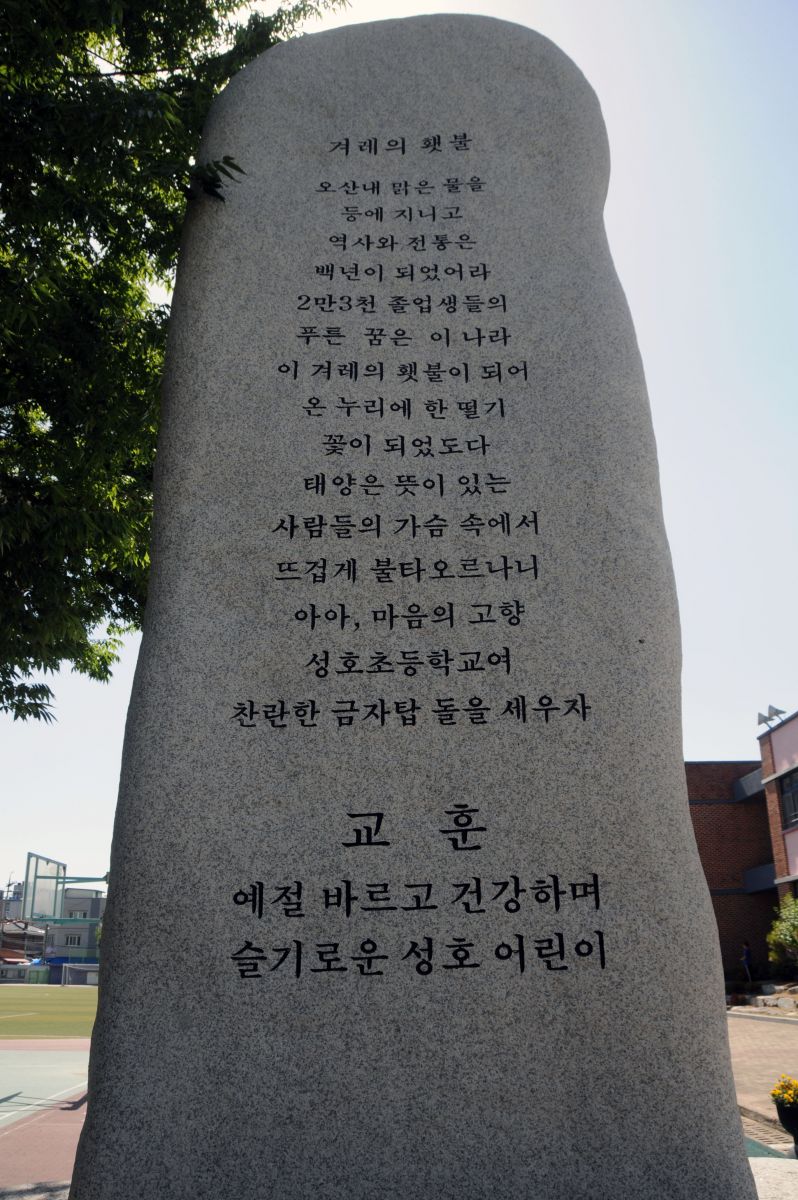 겨레의 횃불
오산내 맑은 물을
등에 지니고
역사와 전통은
백년이 되었어라
2만3천 졸업생들의
푸른 꿈은 이 나라
이 겨레의 횃불이 되어
온 누리에 한 떨기
꽃이 되었도다
태양은 뜻이 있는
사람들의 가슴 속에서
뜨겁게 불타오르나니
아아, 마음의 고향
성호초등학교여
찬란한 금자탑 돌을 세우자
교 훈
예절 바르고 건강하며
슬기로운 성호 어린이